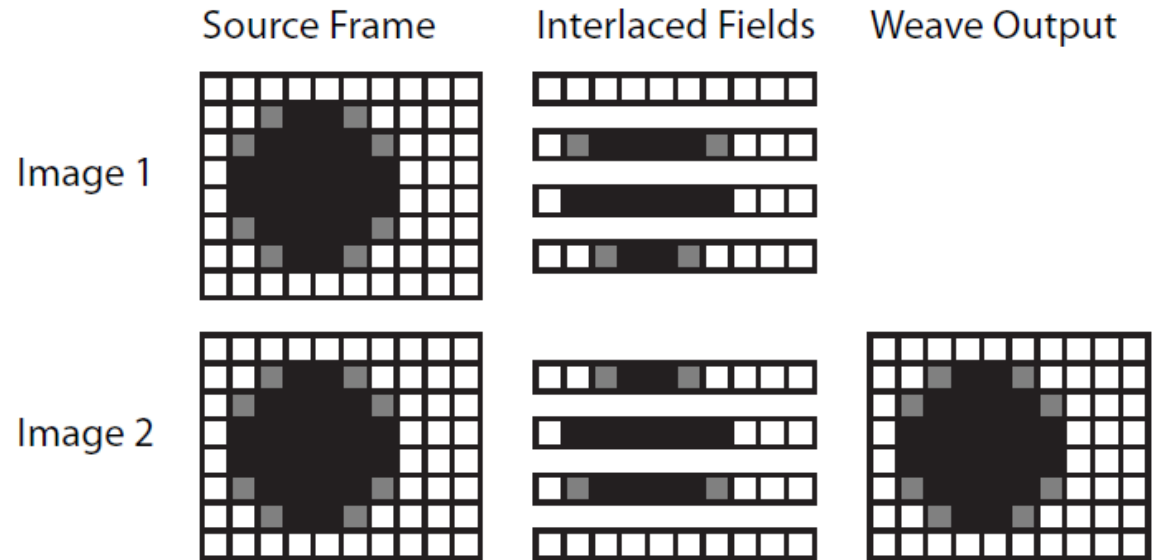 Source Frame
Interlaced Fields
Weave Output
Image 1
Image 2